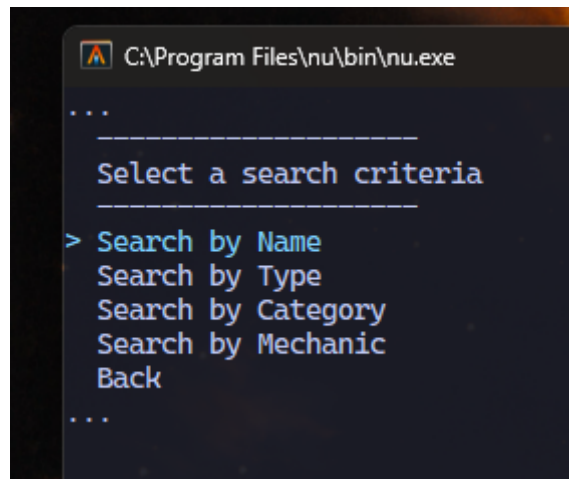 C:\Program Files\nu\bin\nu.exe
...
--------------------
Select a search criteria
--------------------
> Search by Name
Search by Type
Search by Category
Search by Mechanic
Back
...